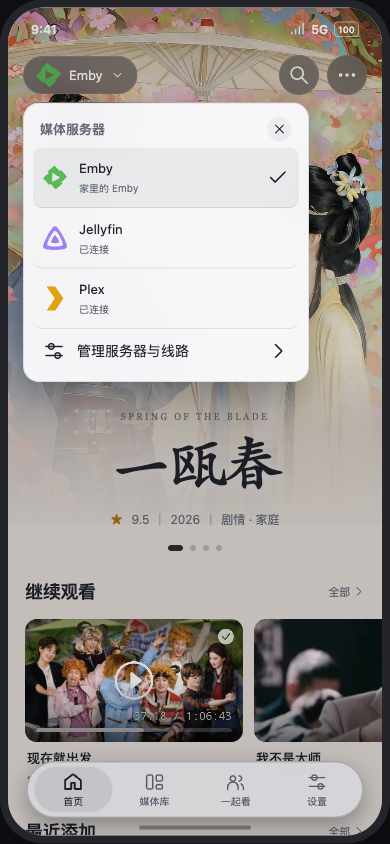 9:41
5G
100
Emby
媒体服务器
Emby
家里的 Emby
Jellyfin
已连接
Plex
已连接
管理服务器与线路
SPRING OF THE BLADE
一瓯春
9.5 | 2026 | 剧情 · 家庭
继续观看
全部
37:18 / 1:06:43
现在就出发
我不是大师
首页
媒体库
一起看
设置
最近添加
全部